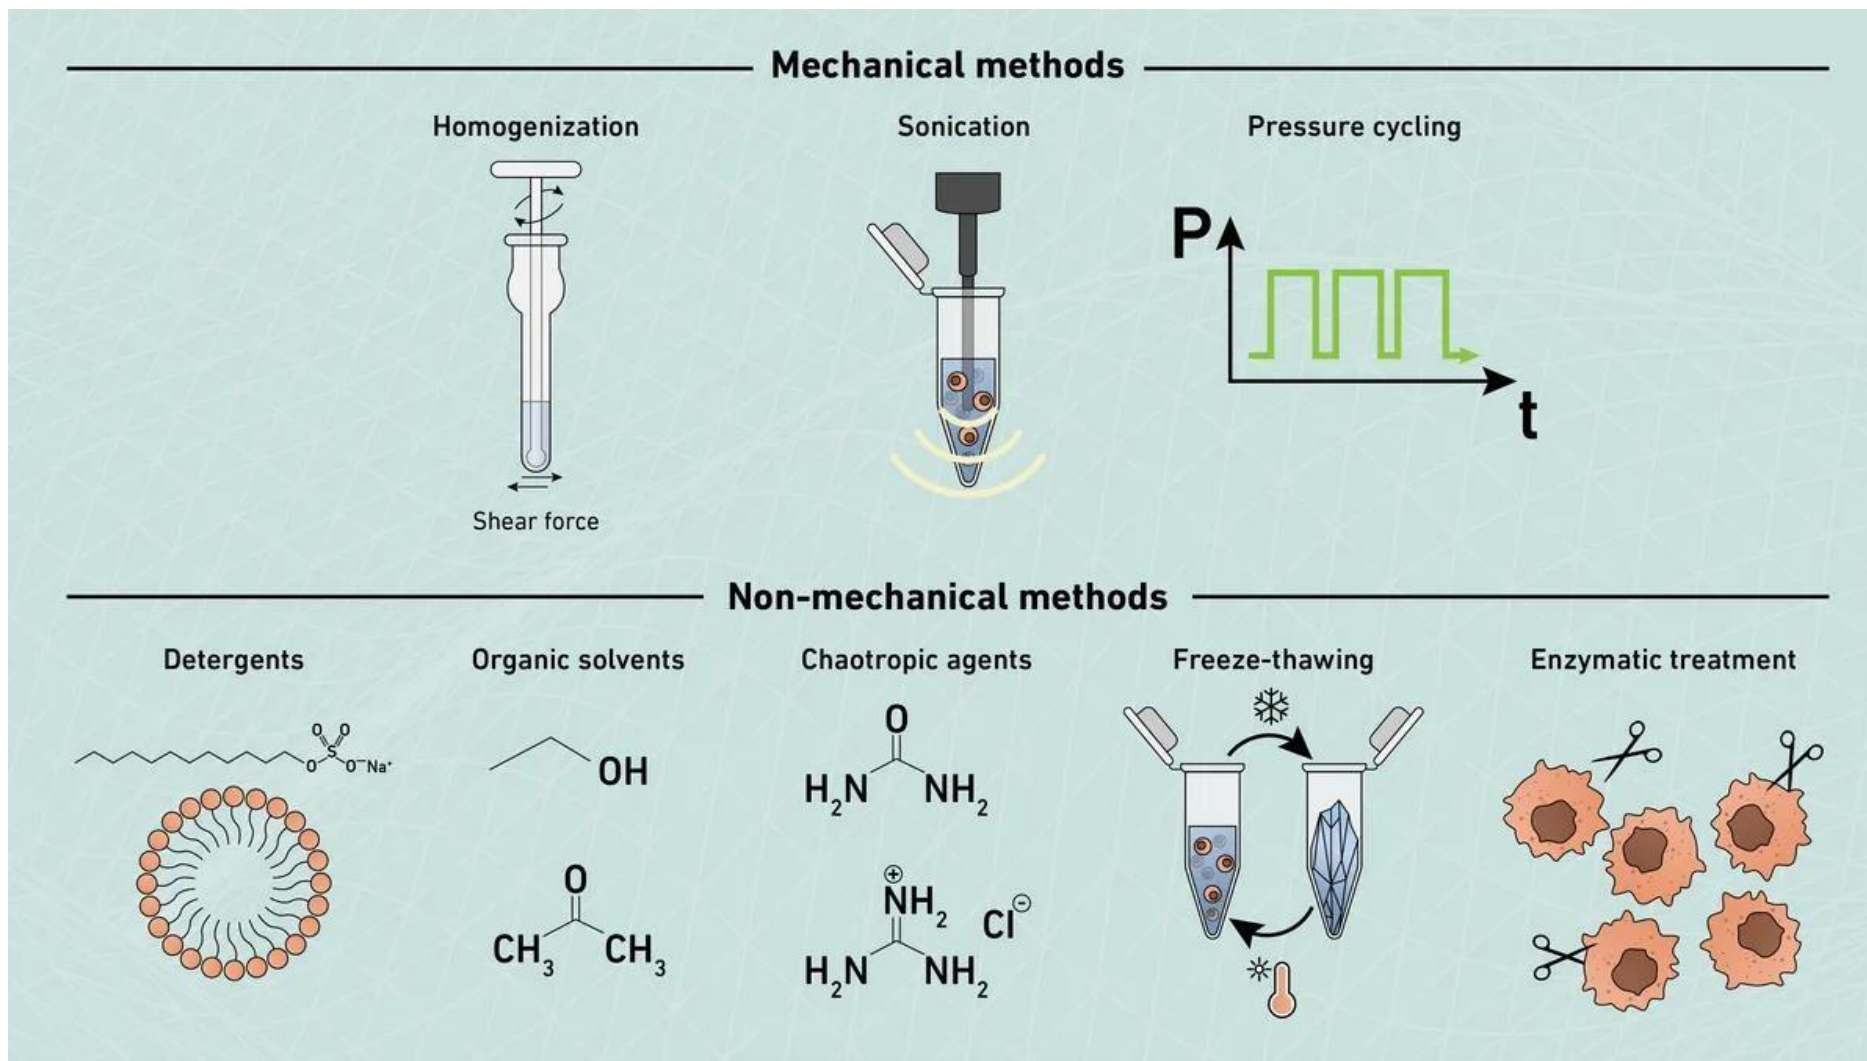 Mechanical methods
Homogenization
Sonication
Pressure cycling
P
t
Shear force
Non-mechanical methods
Detergents
Organic solvents
Chaotropic agents
Freeze-thawing
Enzymatic treatment
O O
S
O O⁻Na⁺
OH
O
CH₃ CH₃
O
H₂N NH₂
⊕
NH₂
Cl⊖
H₂N NH₂